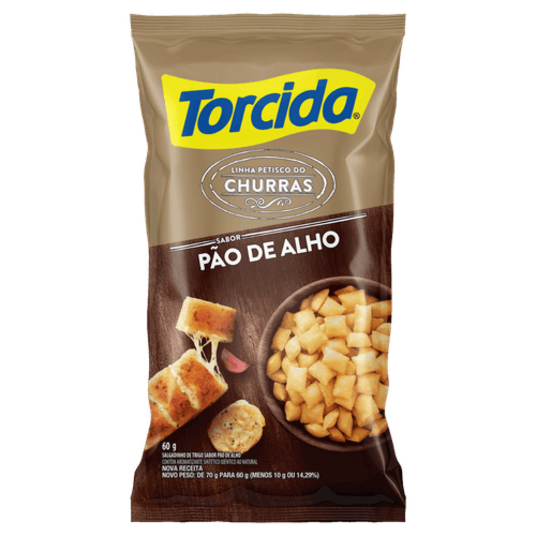 Torcida®
LINHA PETISCO DO
CHURRAS
SABOR
PÃO DE ALHO
60 g
SALGADINHO DE TRIGO SABOR PÃO DE ALHO
CONTÉM AROMATIZANTE SINTÉTICO IDÊNTICO AO NATURAL
NOVA RECEITA
NOVO PESO: DE 70 g PARA 60 g (MENOS 10 g OU 14,29%)